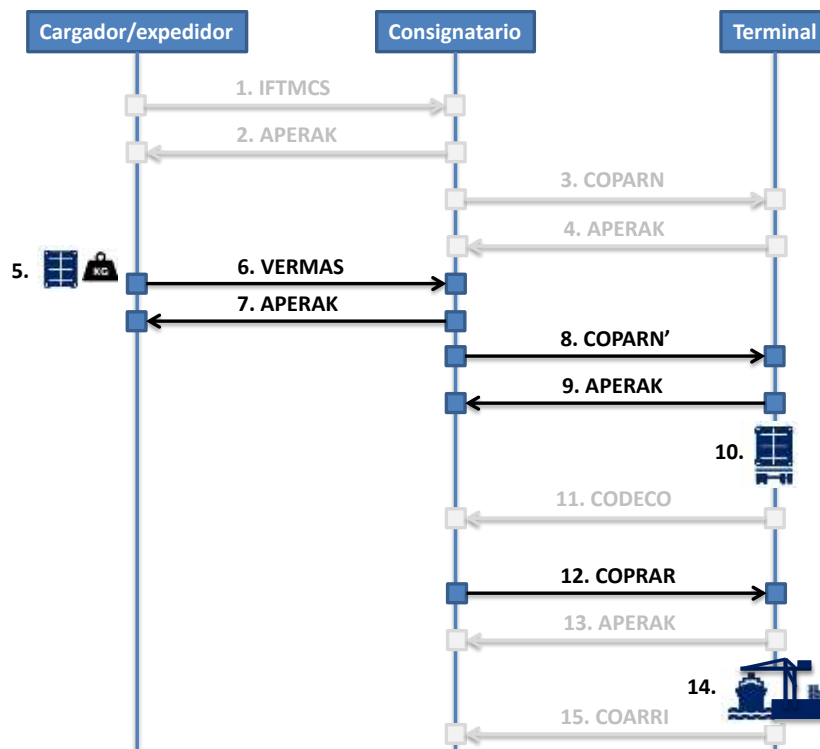 Cargador/expedidor
Consignatario
Terminal
1. IFTMCS
2. APERAK
3. COPARN
4. APERAK
5.
KG
6. VERMAS
7. APERAK
8. COPARN’
9. APERAK
10.
11. CODECO
12. COPRAR
13. APERAK
14.
15. COARRI